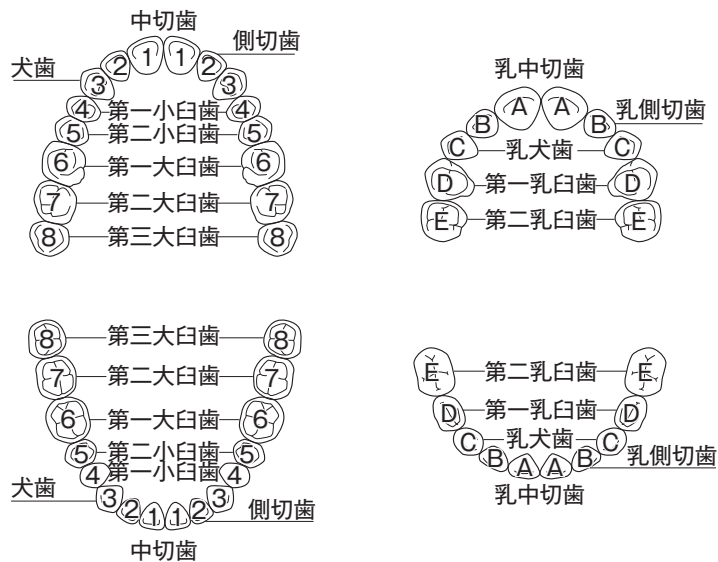 中切歯
側切歯
犬歯
2 1 1 2
3 3
4 第一小臼歯 4
5 第二小臼歯 5
6 第一大臼歯 6
7 第二大臼歯 7
8 第三大臼歯 8
乳中切歯
A A
B B 乳側切歯
C 乳犬歯 C
D 第一乳臼歯 D
E 第二乳臼歯 E
8 第三大臼歯 8
7 第二大臼歯 7
6 第一大臼歯 6
5 第二小臼歯 5
4 第一小臼歯 4
犬歯 3 3
2 1 1 2 側切歯
中切歯
E 第二乳臼歯 E
D 第一乳臼歯 D
C 乳犬歯 C
B A A B 乳側切歯
乳中切歯